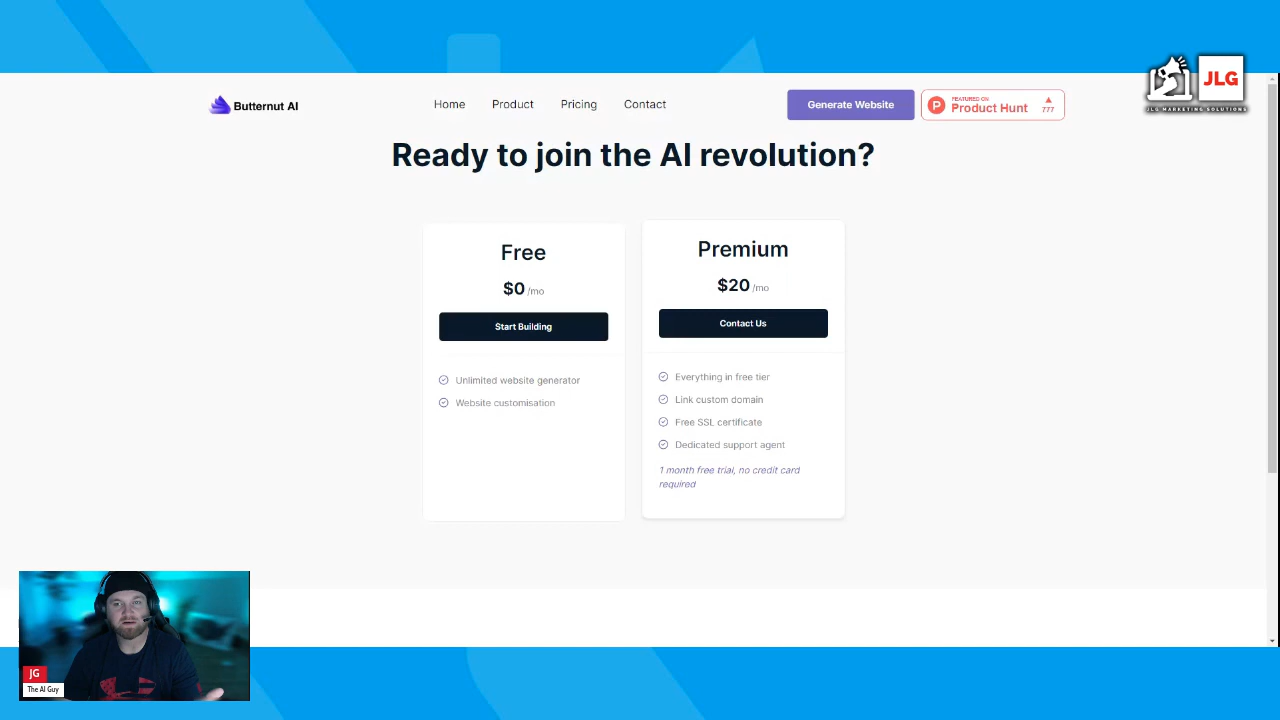 JLG
JLG MARKETING SOLUTIONS
Butternut AI
Home
Product
Pricing
Contact
Generate Website
P
FEATURED ON
Product Hunt
777
Ready to join the AI revolution?
Free
$0 /mo
Start Building
Unlimited website generator
Website customisation
Premium
$20 /mo
Contact Us
Everything in free tier
Link custom domain
Free SSL certificate
Dedicated support agent
1 month free trial, no credit card
required
JG
The AI Guy